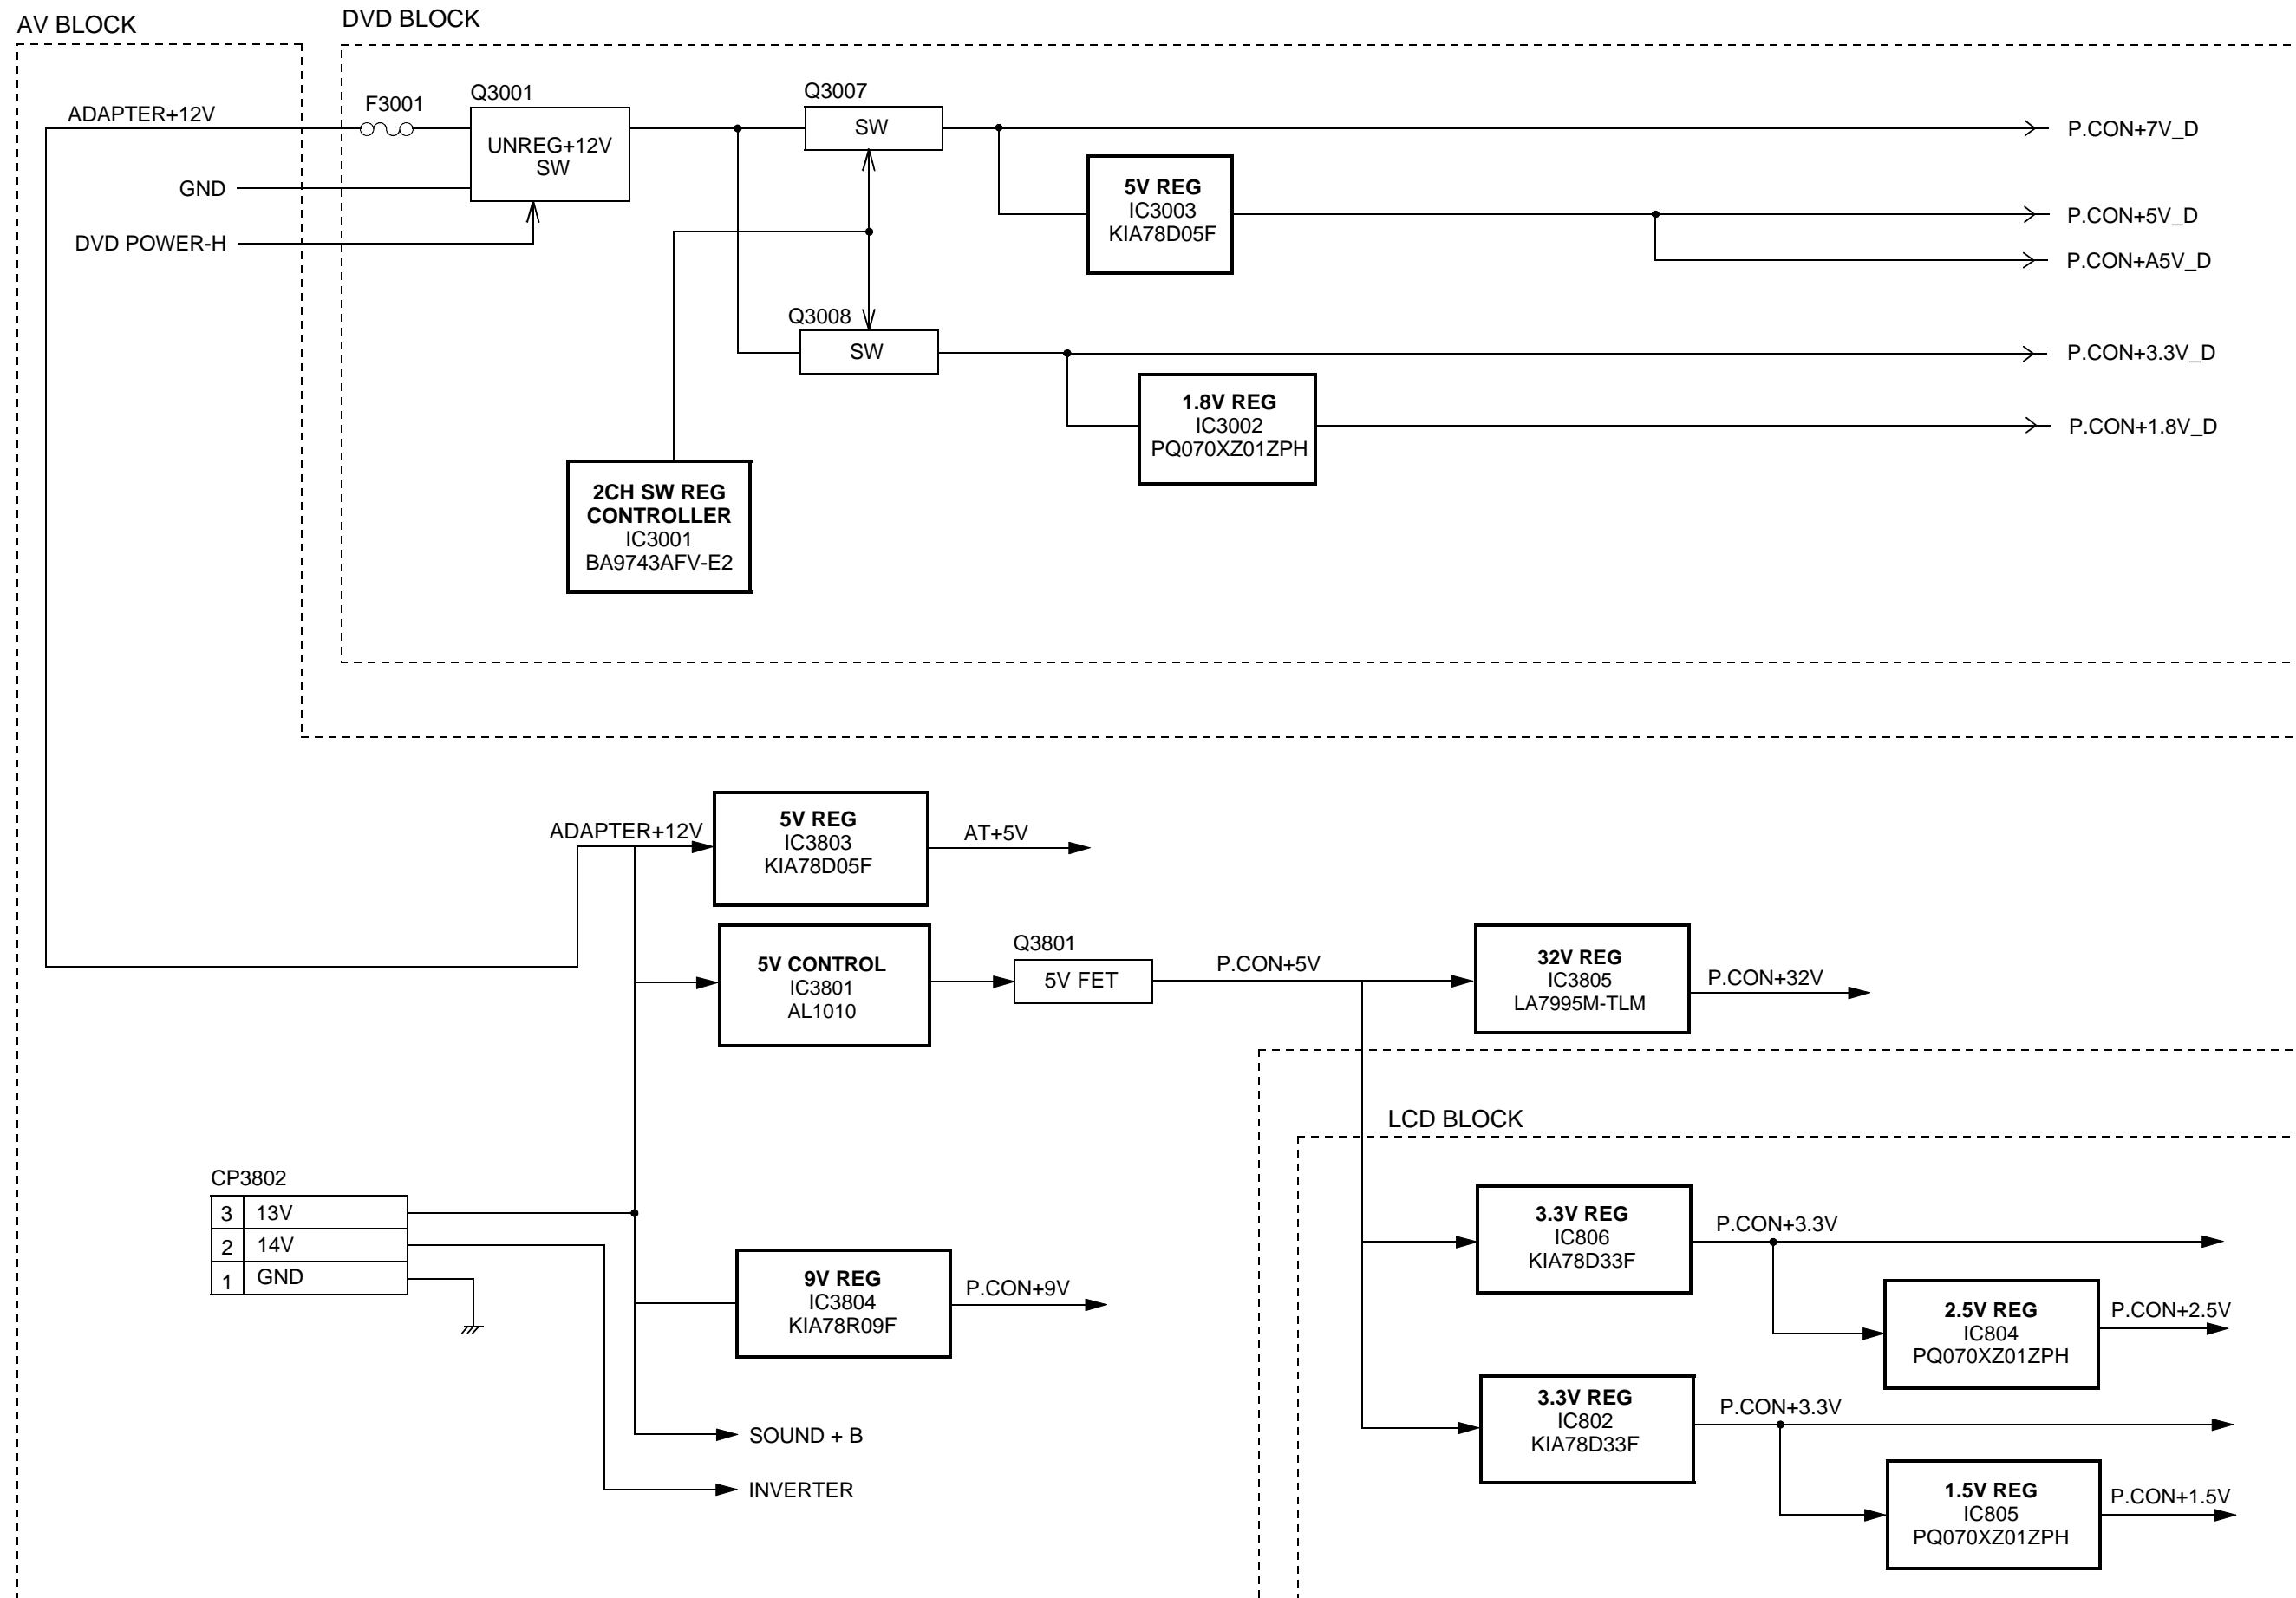 AV BLOCK
DVD BLOCK
ADAPTER+12V
F3001
Q3001
UNREG+12V
SW
GND
DVD POWER-H
Q3007
SW
P.CON+7V_D
5V REG
IC3003
KIA78D05F
P.CON+5V_D
P.CON+A5V_D
Q3008
SW
P.CON+3.3V_D
1.8V REG
IC3002
PQ070XZ01ZPH
P.CON+1.8V_D
2CH SW REG
CONTROLLER
IC3001
BA9743AFV-E2
ADAPTER+12V
5V REG
IC3803
KIA78D05F
AT+5V
5V CONTROL
IC3801
AL1010
Q3801
5V FET
P.CON+5V
32V REG
IC3805
LA7995M-TLM
P.CON+32V
LCD BLOCK
CP3802
3 13V
2 14V
1 GND
9V REG
IC3804
KIA78R09F
P.CON+9V
SOUND + B
INVERTER
3.3V REG
IC806
KIA78D33F
P.CON+3.3V
2.5V REG
IC804
PQ070XZ01ZPH
P.CON+2.5V
3.3V REG
IC802
KIA78D33F
P.CON+3.3V
1.5V REG
IC805
PQ070XZ01ZPH
P.CON+1.5V